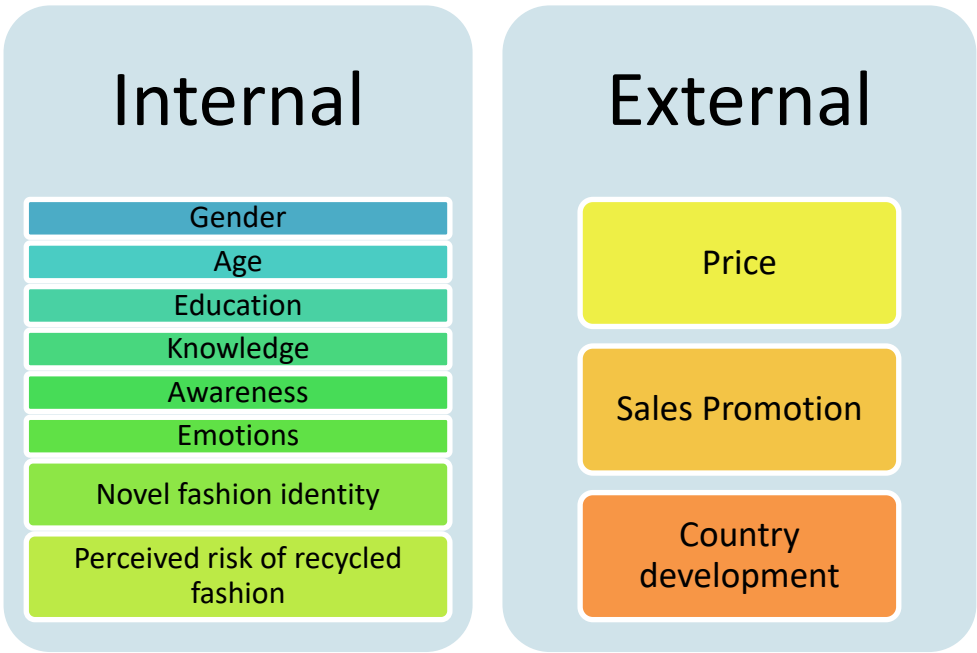 Internal
Gender
Age
Education
Knowledge
Awareness
Emotions
Novel fashion identity
Perceived risk of recycled
fashion
External
Price
Sales Promotion
Country
development